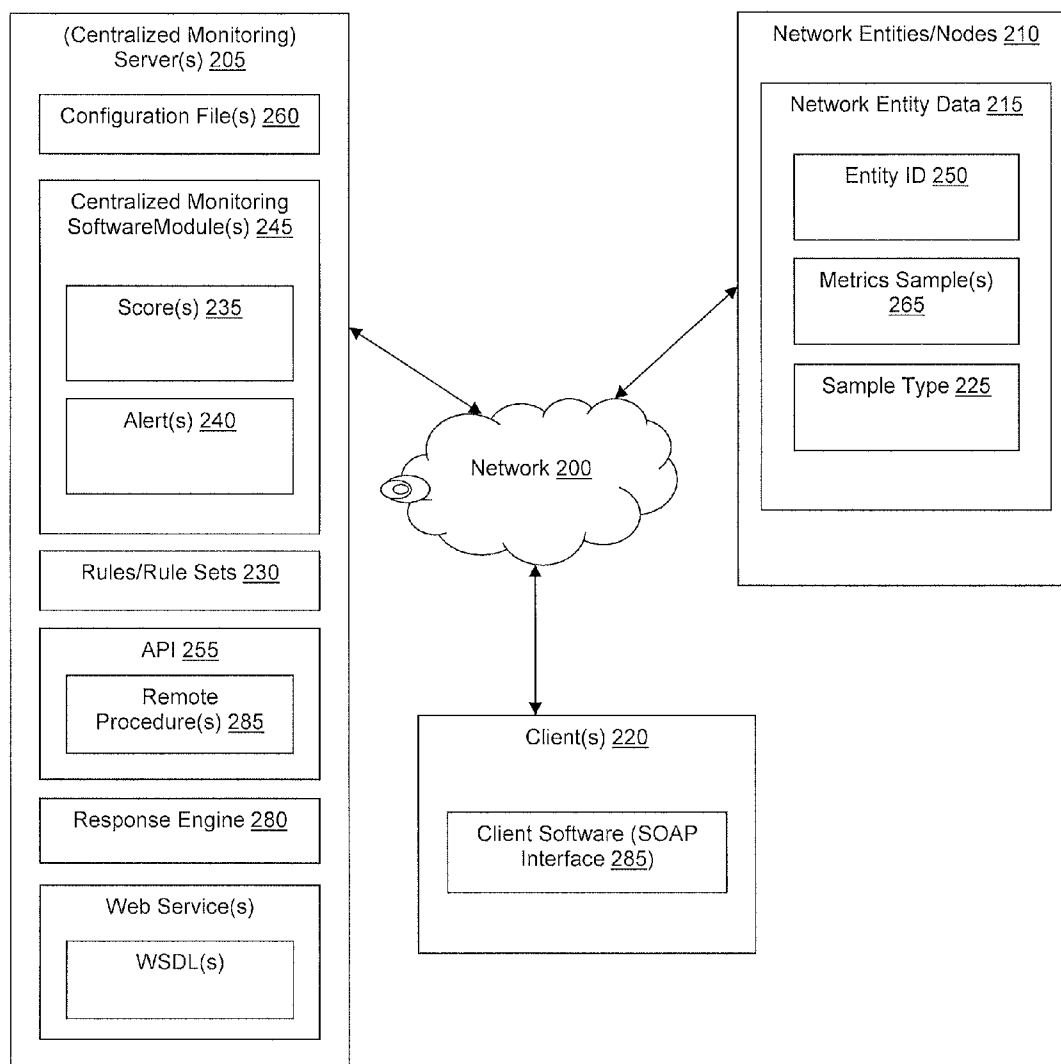 (Centralized Monitoring)
Server(s) 205
Configuration File(s) 260
Centralized Monitoring
SoftwareModule(s) 245
Score(s) 235
Alert(s) 240
Rules/Rule Sets 230
API 255
Remote
Procedure(s) 285
Response Engine 280
Web Service(s)
WSDL(s)
Network 200
Client(s) 220
Client Software (SOAP
Interface 285)
Network Entities/Nodes 210
Network Entity Data 215
Entity ID 250
Metrics Sample(s)
265
Sample Type 225